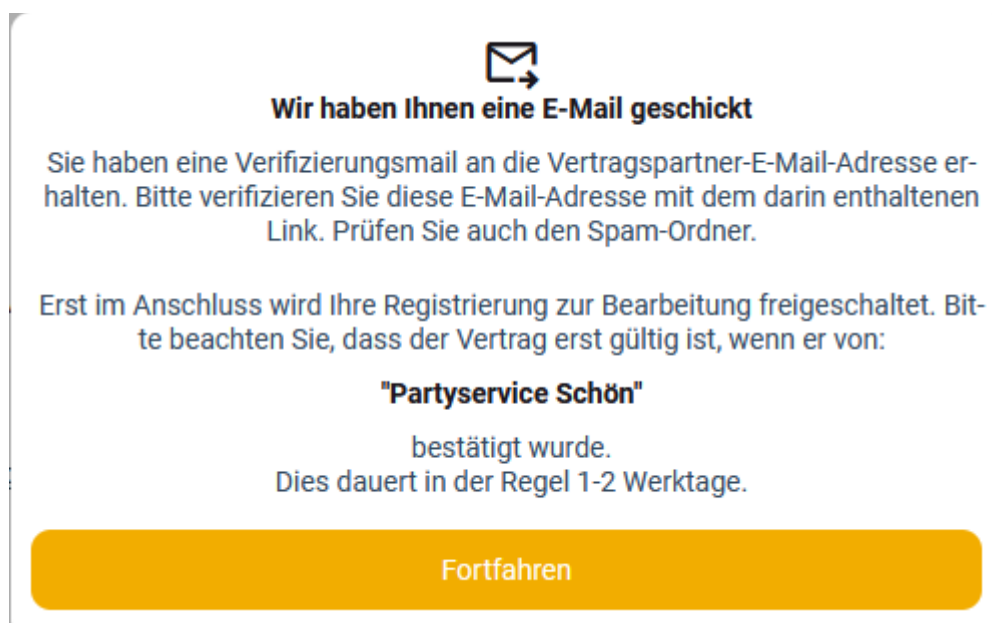 Wir haben Ihnen eine E-Mail geschickt
Sie haben eine Verifizierungsmail an die Vertragspartner-E-Mail-Adresse er-
halten. Bitte verifizieren Sie diese E-Mail-Adresse mit dem darin enthaltenen
Link. Prüfen Sie auch den Spam-Ordner.
Erst im Anschluss wird Ihre Registrierung zur Bearbeitung freigeschaltet. Bit-
te beachten Sie, dass der Vertrag erst gültig ist, wenn er von:
"Partyservice Schön"
bestätigt wurde.
Dies dauert in der Regel 1-2 Werktage.
Fortfahren